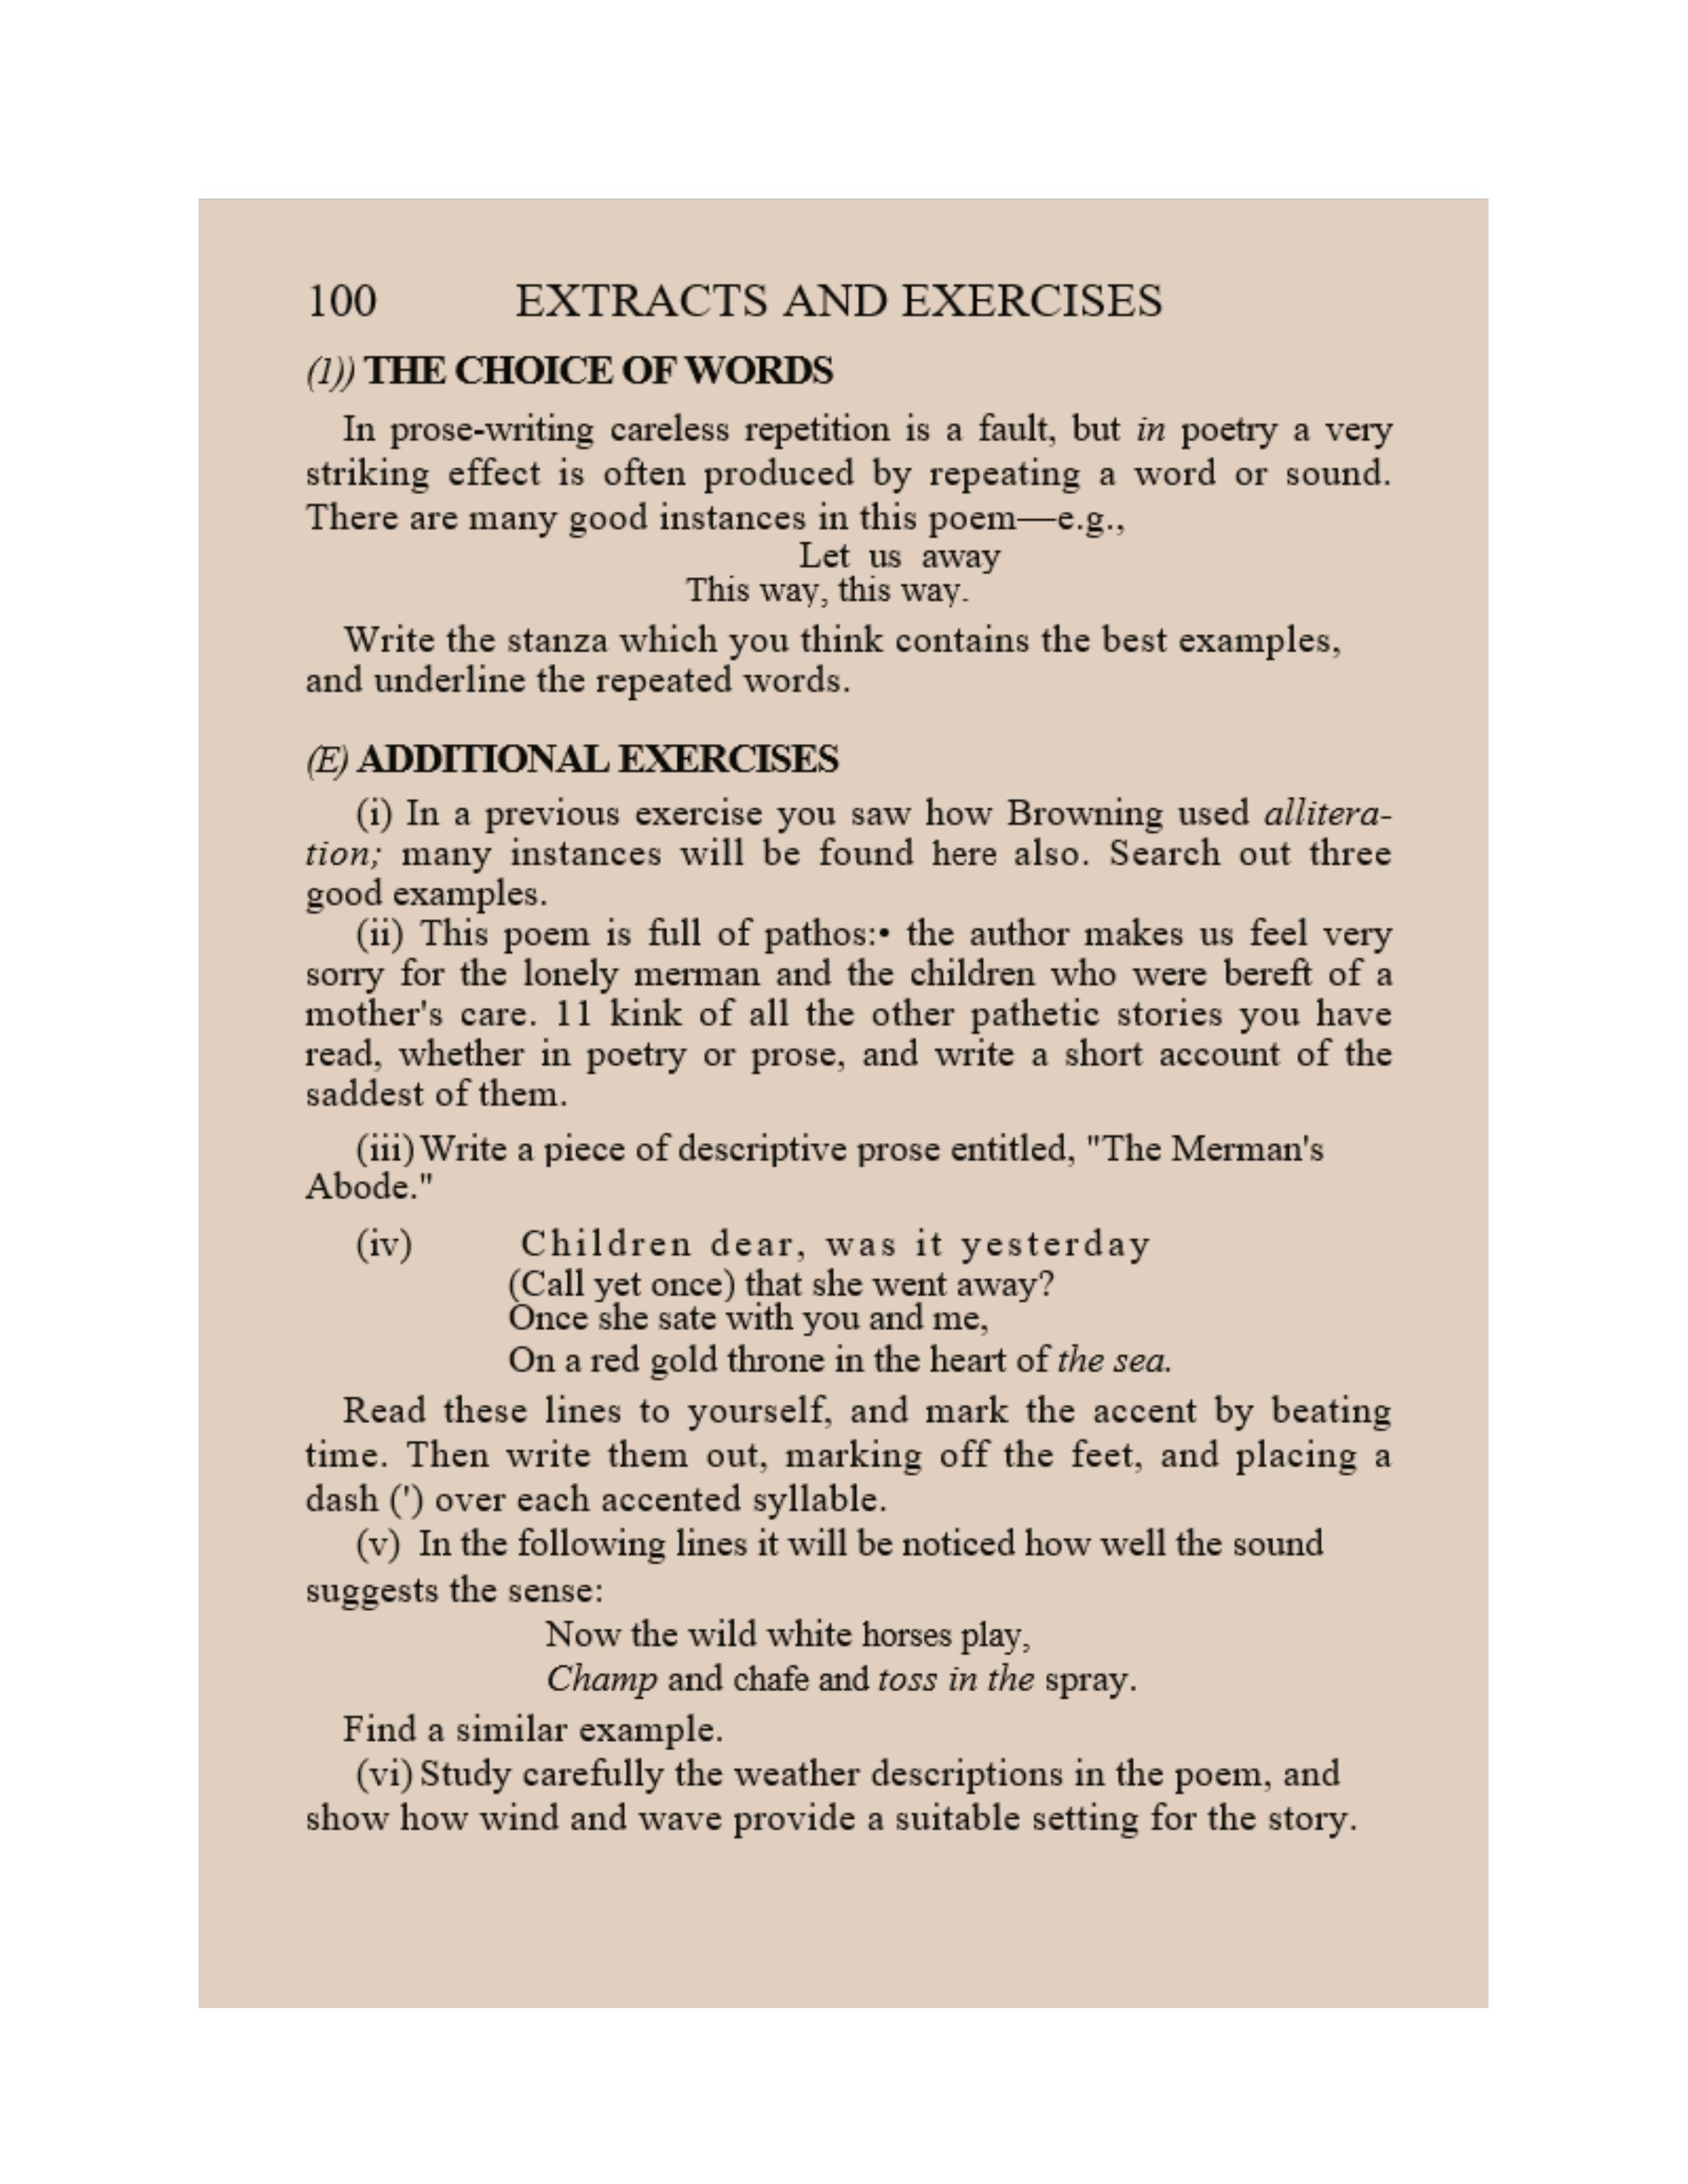 100 EXTRACTS AND EXERCISES
(1)) THE CHOICE OF WORDS
In prose-writing careless repetition is a fault, but in poetry a very
striking effect is often produced by repeating a word or sound.
There are many good instances in this poem—e.g.,
Let us away
This way, this way.
Write the stanza which you think contains the best examples,
and underline the repeated words.
(E) ADDITIONAL EXERCISES
(i) In a previous exercise you saw how Browning used allitera-
tion; many instances will be found here also. Search out three
good examples.
(ii) This poem is full of pathos:• the author makes us feel very
sorry for the lonely merman and the children who were bereft of a
mother's care. 11 kink of all the other pathetic stories you have
read, whether in poetry or prose, and write a short account of the
saddest of them.
(iii) Write a piece of descriptive prose entitled, "The Merman's
Abode."
(iv) Children dear, was it yesterday
(Call yet once) that she went away?
Once she sate with you and me,
On a red gold throne in the heart of the sea.
Read these lines to yourself, and mark the accent by beating
time. Then write them out, marking off the feet, and placing a
dash (') over each accented syllable.
(v) In the following lines it will be noticed how well the sound
suggests the sense:
Now the wild white horses play,
Champ and chafe and toss in the spray.
Find a similar example.
(vi) Study carefully the weather descriptions in the poem, and
show how wind and wave provide a suitable setting for the story.